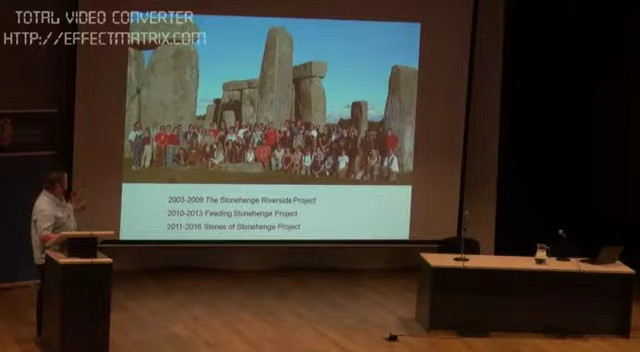 TOTAL VIDEO CONVERTER
HTTP://EFFECTMATRIX.COM
2003-2009 The Stonehenge Riverside Project
2010-2013 Feeding Stonehenge Project
2011-2016 Stones of Stonehenge Project